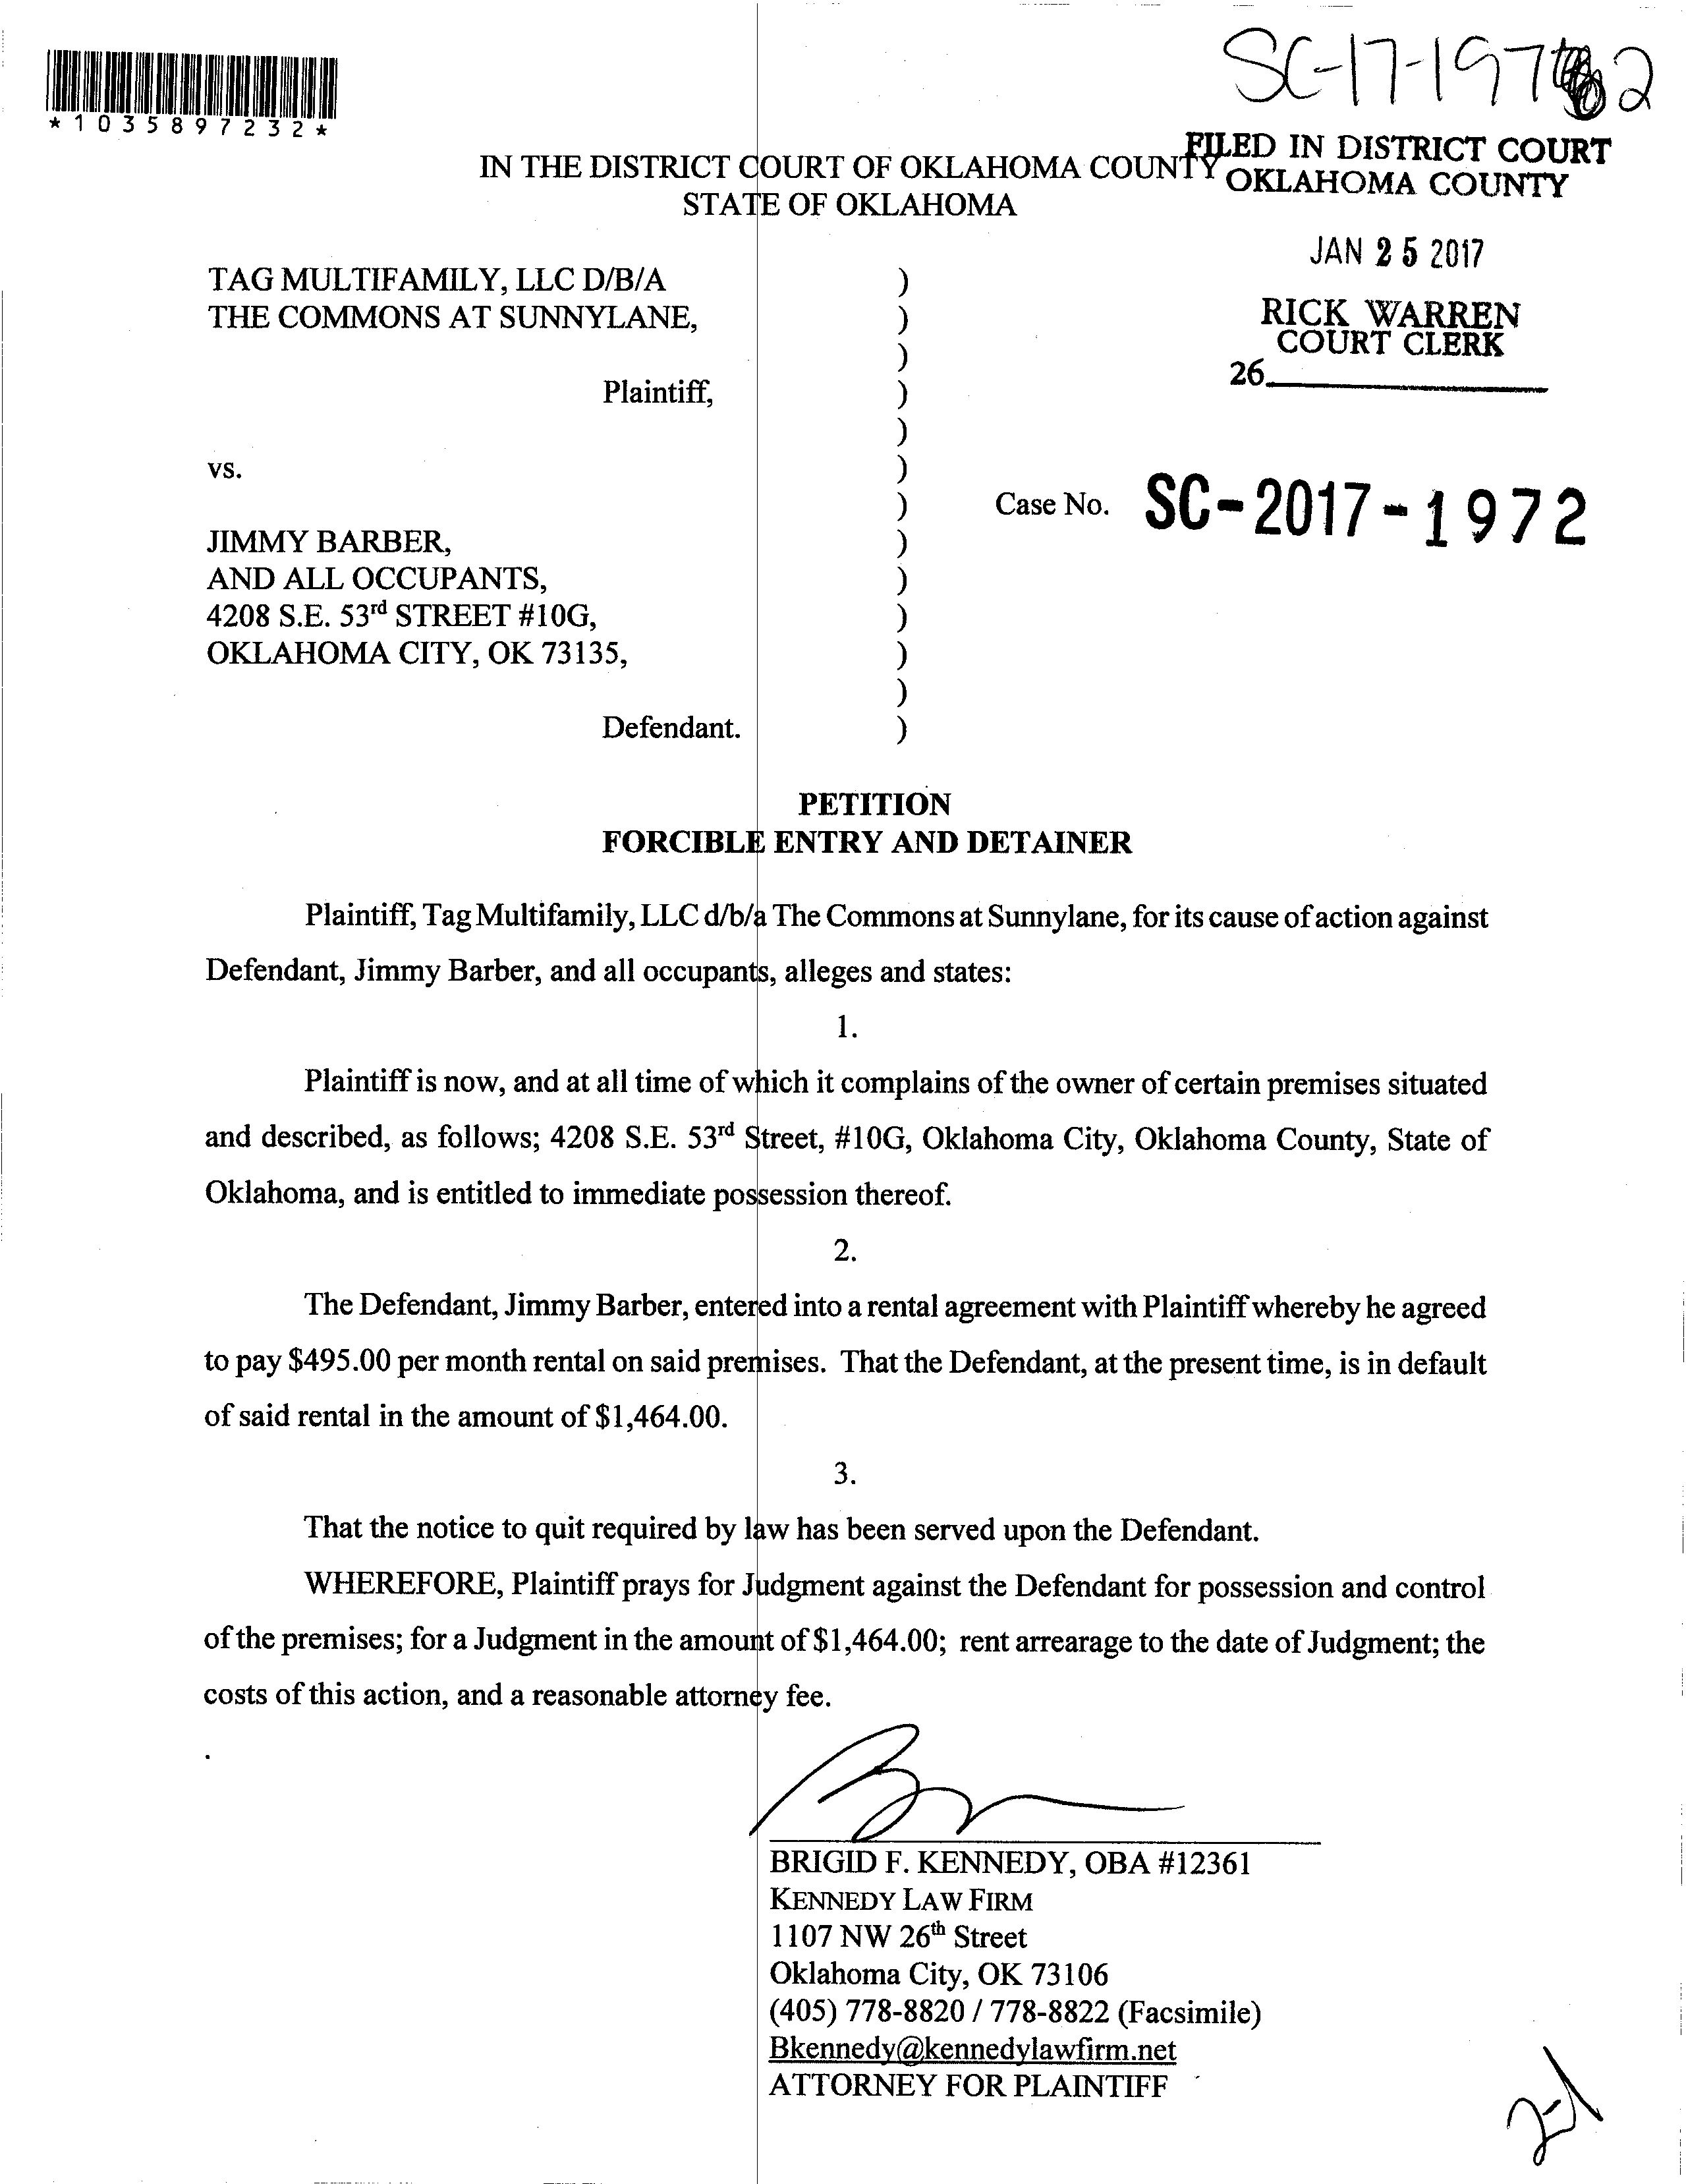 SC-17-1972
*1035897232*
FILED IN DISTRICT COURT
OKLAHOMA COUNTY
IN THE DISTRICT COURT OF OKLAHOMA COUNTY
STATE OF OKLAHOMA
JAN 25 2017
RICK WARREN
COURT CLERK
26
TAG MULTIFAMILY, LLC D/B/A )
THE COMMONS AT SUNNYLANE, )
)
Plaintiff, )
)
vs. )
) Case No. SC-2017-1972
JIMMY BARBER, )
AND ALL OCCUPANTS, )
4208 S.E. 53rd STREET #10G, )
OKLAHOMA CITY, OK 73135, )
)
Defendant. )
PETITION
FORCIBLE ENTRY AND DETAINER
Plaintiff, Tag Multifamily, LLC d/b/a The Commons at Sunnylane, for its cause of action against
Defendant, Jimmy Barber, and all occupants, alleges and states:
1.
Plaintiff is now, and at all time of which it complains of the owner of certain premises situated
and described, as follows; 4208 S.E. 53rd Street, #10G, Oklahoma City, Oklahoma County, State of
Oklahoma, and is entitled to immediate possession thereof.
2.
The Defendant, Jimmy Barber, entered into a rental agreement with Plaintiff whereby he agreed
to pay $495.00 per month rental on said premises. That the Defendant, at the present time, is in default
of said rental in the amount of $1,464.00.
3.
That the notice to quit required by law has been served upon the Defendant.
WHEREFORE, Plaintiff prays for Judgment against the Defendant for possession and control
of the premises; for a Judgment in the amount of $1,464.00; rent arrearage to the date of Judgment; the
costs of this action, and a reasonable attorney fee.
.
BRIGID F. KENNEDY, OBA #12361
KENNEDY LAW FIRM
1107 NW 26th Street
Oklahoma City, OK 73106
(405) 778-8820 / 778-8822 (Facsimile)
Bkennedy@kennedylawfirm.net
ATTORNEY FOR PLAINTIFF